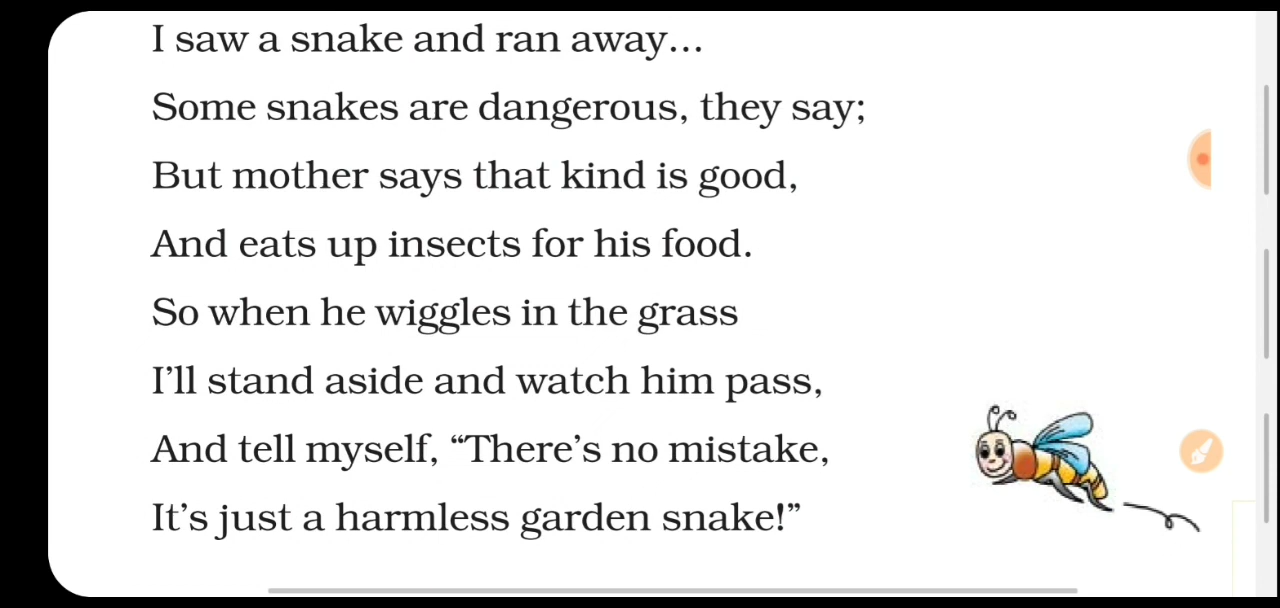 I saw a snake and ran away...
Some snakes are dangerous, they say;
But mother says that kind is good,
And eats up insects for his food.
So when he wiggles in the grass
I’ll stand aside and watch him pass,
And tell myself, “There’s no mistake,
It’s just a harmless garden snake!”